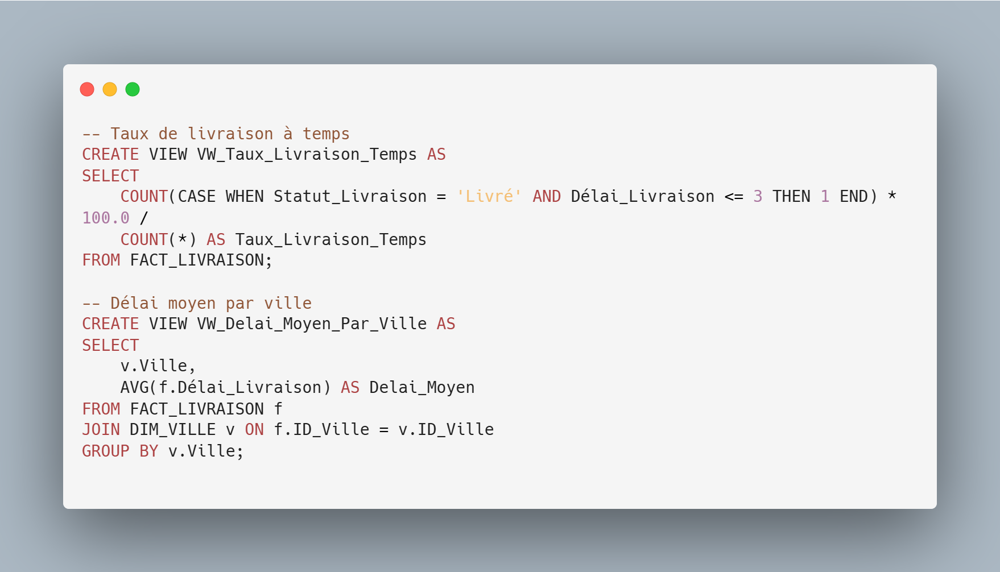 -- Taux de livraison à temps
CREATE VIEW VW_Taux_Livraison_Temps AS
SELECT
    COUNT(CASE WHEN Statut_Livraison = 'Livré' AND Délai_Livraison <= 3 THEN 1 END) *
100.0 /
    COUNT(*) AS Taux_Livraison_Temps
FROM FACT_LIVRAISON;

-- Délai moyen par ville
CREATE VIEW VW_Delai_Moyen_Par_Ville AS
SELECT
    v.Ville,
    AVG(f.Délai_Livraison) AS Delai_Moyen
FROM FACT_LIVRAISON f
JOIN DIM_VILLE v ON f.ID_Ville = v.ID_Ville
GROUP BY v.Ville;